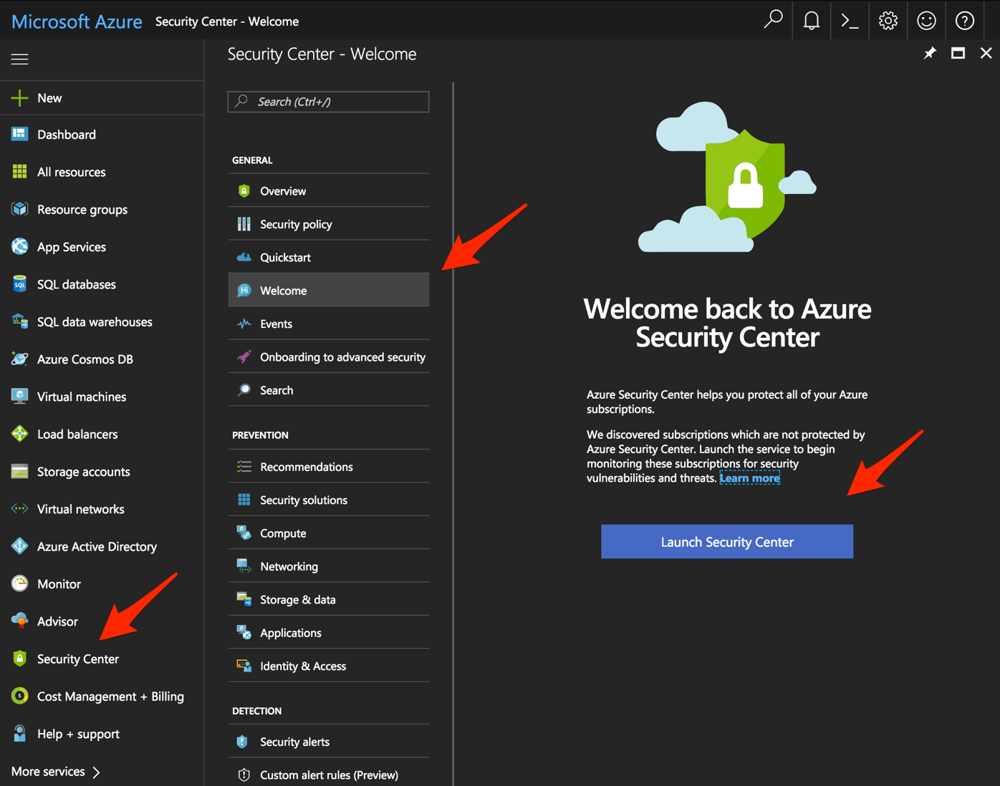 Microsoft Azure
Security Center - Welcome
Security Center - Welcome
New
Dashboard
All resources
Resource groups
App Services
SQL
SQL databases
SQL data warehouses
Azure Cosmos DB
Virtual machines
Load balancers
Storage accounts
Virtual networks
Azure Active Directory
Monitor
Advisor
Security Center
Cost Management + Billing
Help + support
More services
Search (Ctrl+/)
GENERAL
Overview
Security policy
Quickstart
Hi
Welcome
Events
Onboarding to advanced security
Search
PREVENTION
Recommendations
Security solutions
Compute
Networking
Storage & data
Applications
Identity & Access
DETECTION
Security alerts
Custom alert rules (Preview)
Welcome back to Azure
Security Center
Azure Security Center helps you protect all of your Azure
subscriptions.
We discovered subscriptions which are not protected by
Azure Security Center. Launch the service to begin
monitoring these subscriptions for security
vulnerabilities and threats. Learn more
Launch Security Center